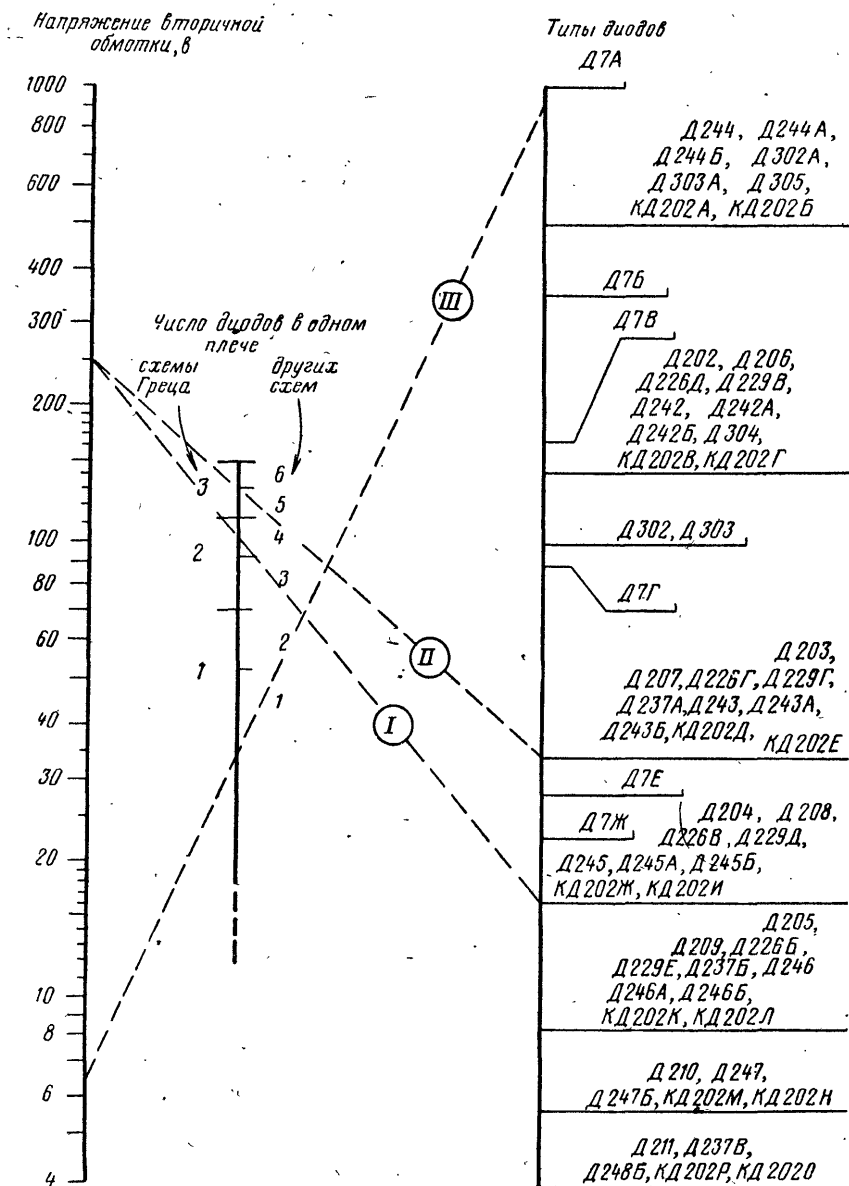 Напряжение вторичной
обмотки, в
Типы диодов
Д7А
1000
800
600
400
300
200
100
80
60
40
30
20
10
8
6
4
Число диодов в одном
плече
схемы
Греца
других
схем
3
2
1
6
5
4
3
2
1
III
II
I
Д244, Д244А,
Д244Б, Д302А,
Д303А, Д305,
КД202А, КД202Б
Д7Б
Д7В
Д202, Д206,
Д226Д, Д229В,
Д242, Д242А,
Д242Б, Д304,
КД202В, КД202Г
Д302, Д303
Д7Г
Д203,
Д207, Д226Г, Д229Г,
Д237А, Д243, Д243А,
Д243Б, КД202Д, КД202Е
Д7Е
Д7Ж
Д204, Д208,
Д226В, Д229Д,
Д245, Д245А, Д245Б,
КД202Ж, КД202И
Д205,
Д209, Д226Б,
Д229Е, Д237Б, Д246
Д246А, Д246Б,
КД202К, КД202Л
Д210, Д247,
Д247Б, КД202М, КД202Н
Д211, Д237В,
Д248Б, КД202Р, КД202О